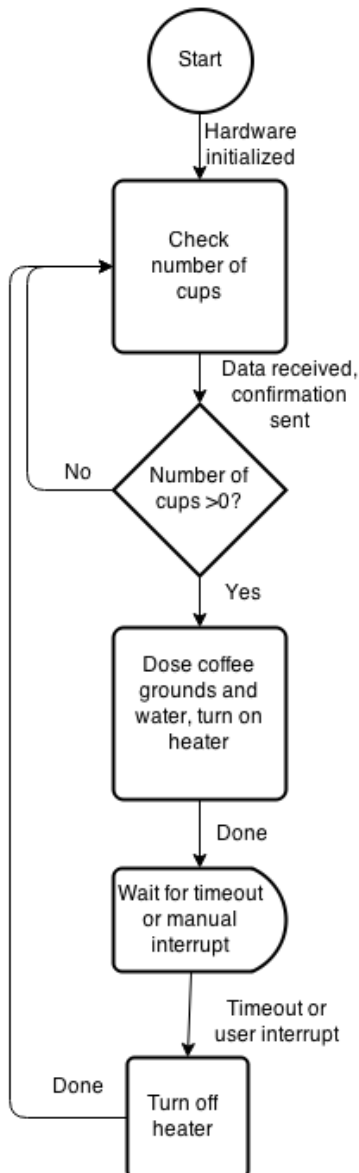 Start
Hardware
initialized
Check
number of
cups
Data received,
confirmation
sent
No
Number of
cups >0?
Yes
Dose coffee
grounds and
water, turn on
heater
Done
Wait for timeout
or manual
interrupt
Timeout or
user interrupt
Done
Turn off
heater